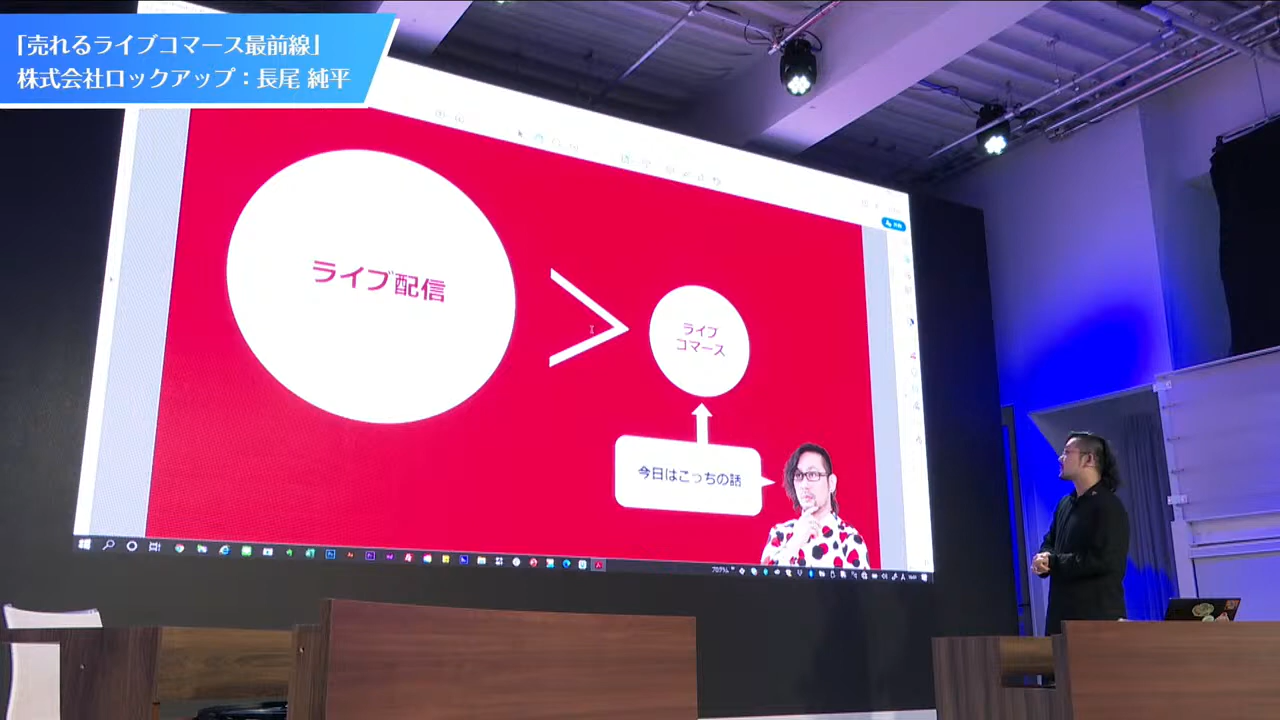 「売れるライブコマース最前線」
株式会社ロックアップ：長尾 純平
ライブ配信
ライブ
コマース
今日はこっちの話